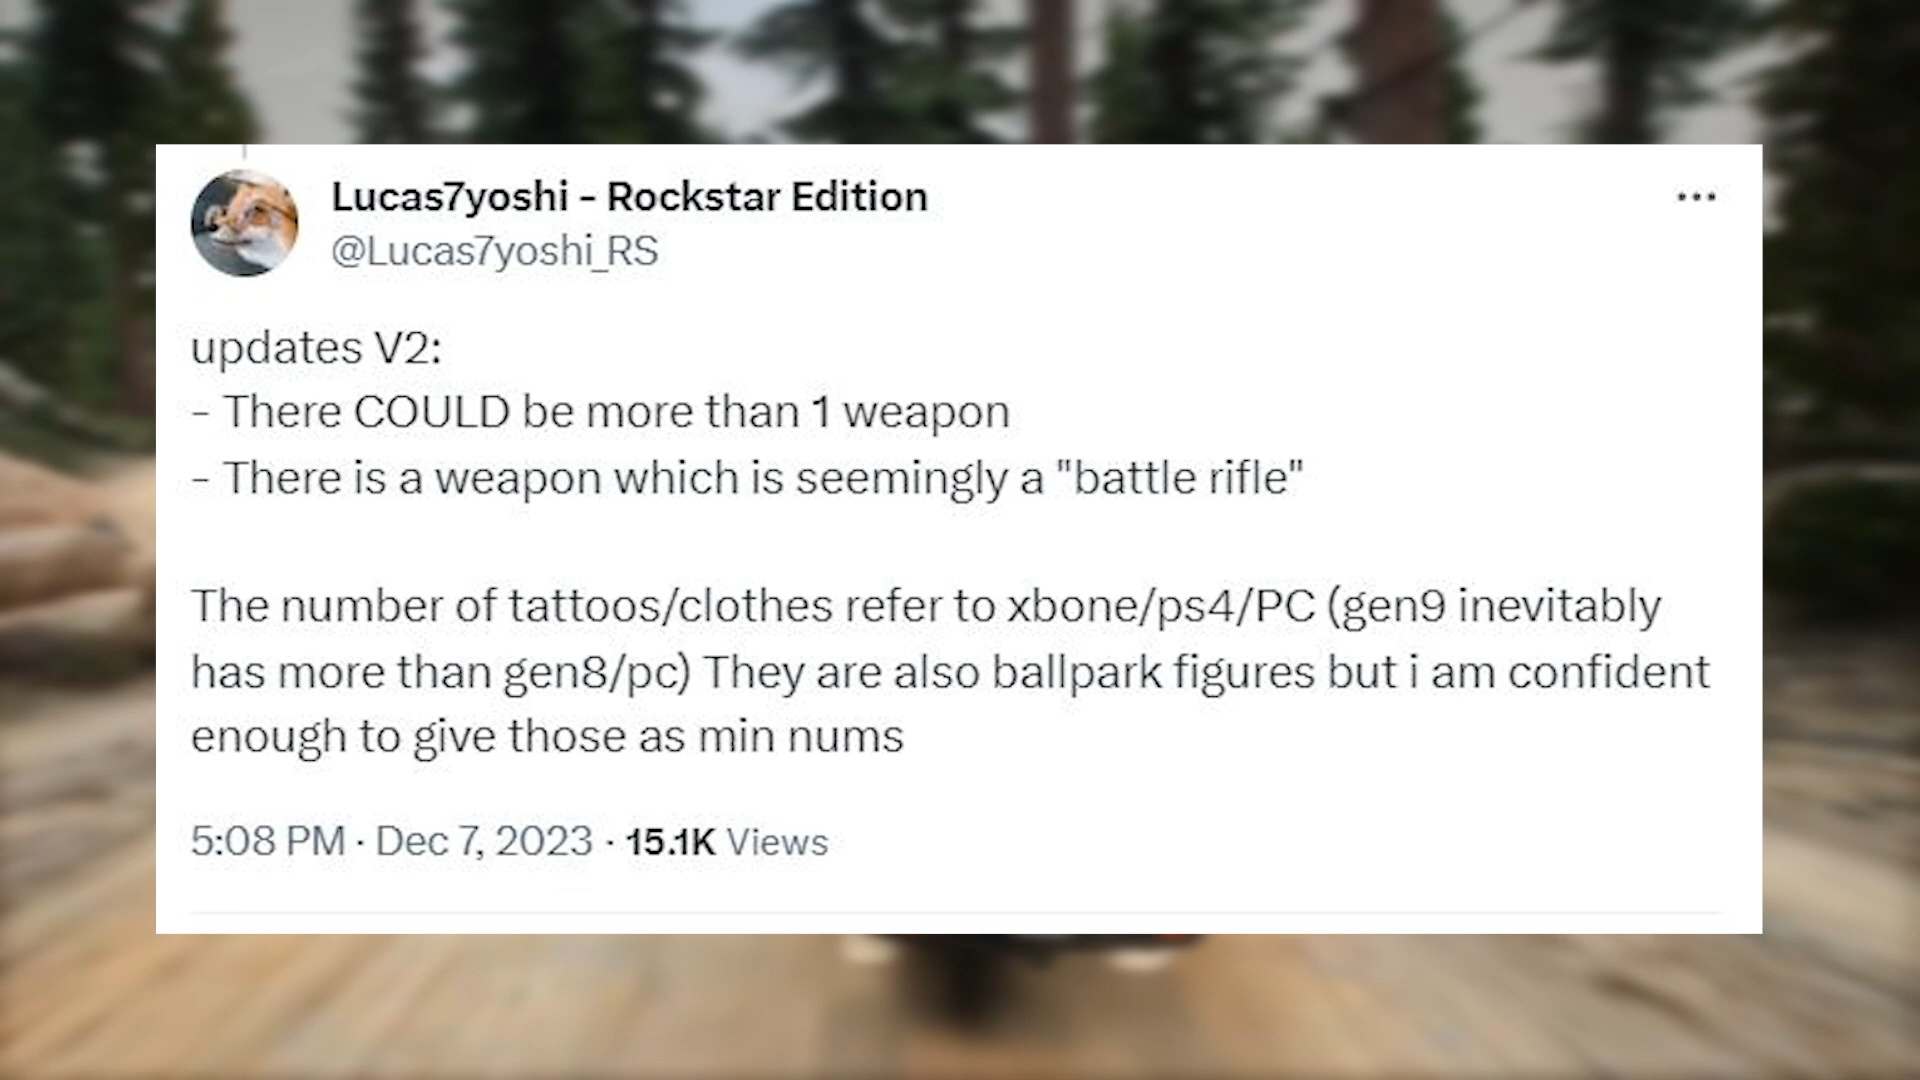 Lucas7yoshi - Rockstar Edition
@Lucas7yoshi_RS
updates V2:
- There COULD be more than 1 weapon
- There is a weapon which is seemingly a "battle rifle"
The number of tattoos/clothes refer to xbone/ps4/PC (gen9 inevitably
has more than gen8/pc) They are also ballpark figures but i am confident
enough to give those as min nums
5:08 PM · Dec 7, 2023 · 15.1K Views